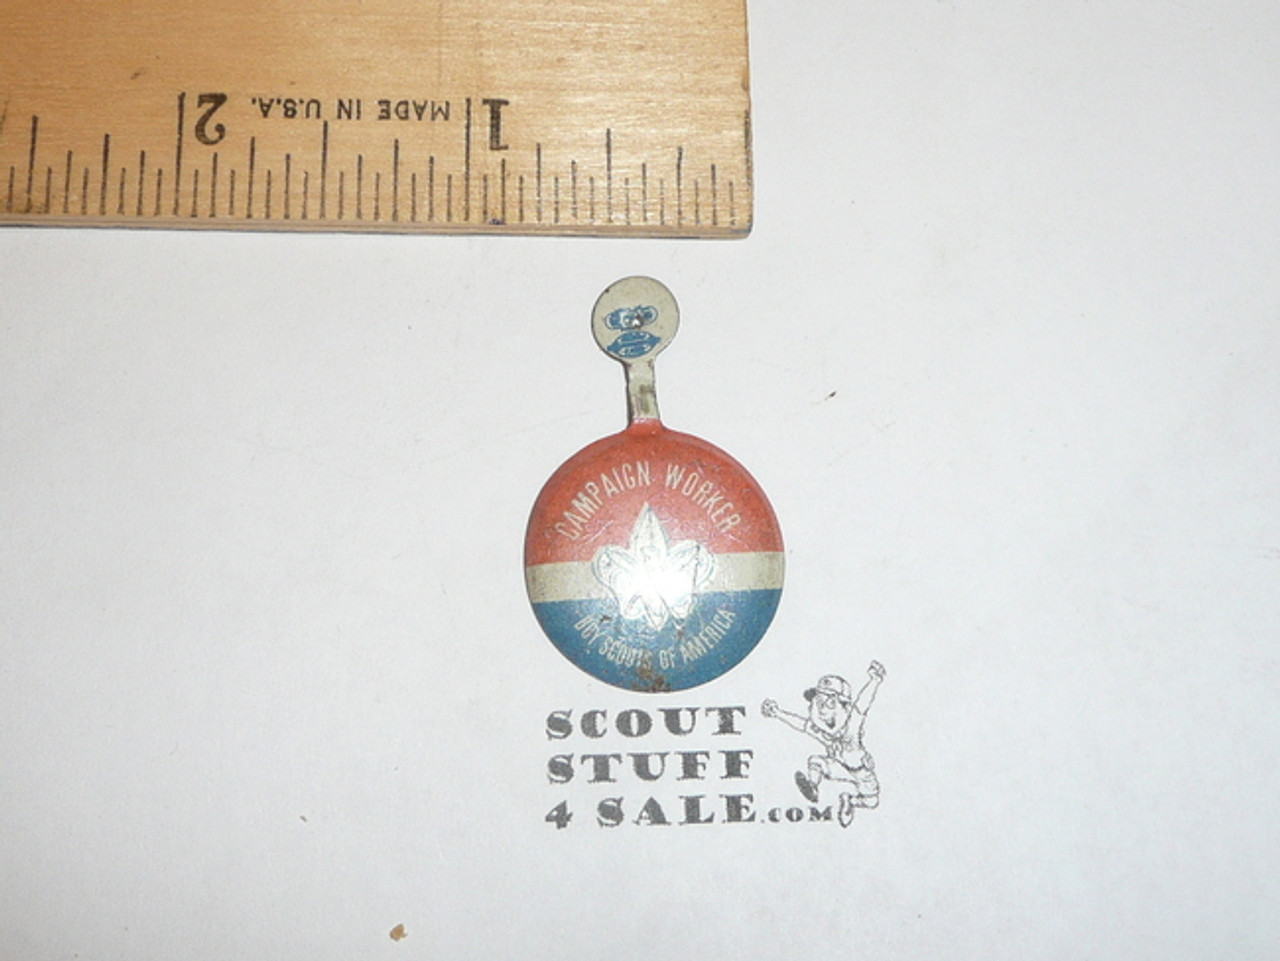 2 MADE IN U.S.A. 1
CAMPAIGN WORKER
BOY SCOUTS OF AMERICA
SCOUT
STUFF
4 SALE.COM